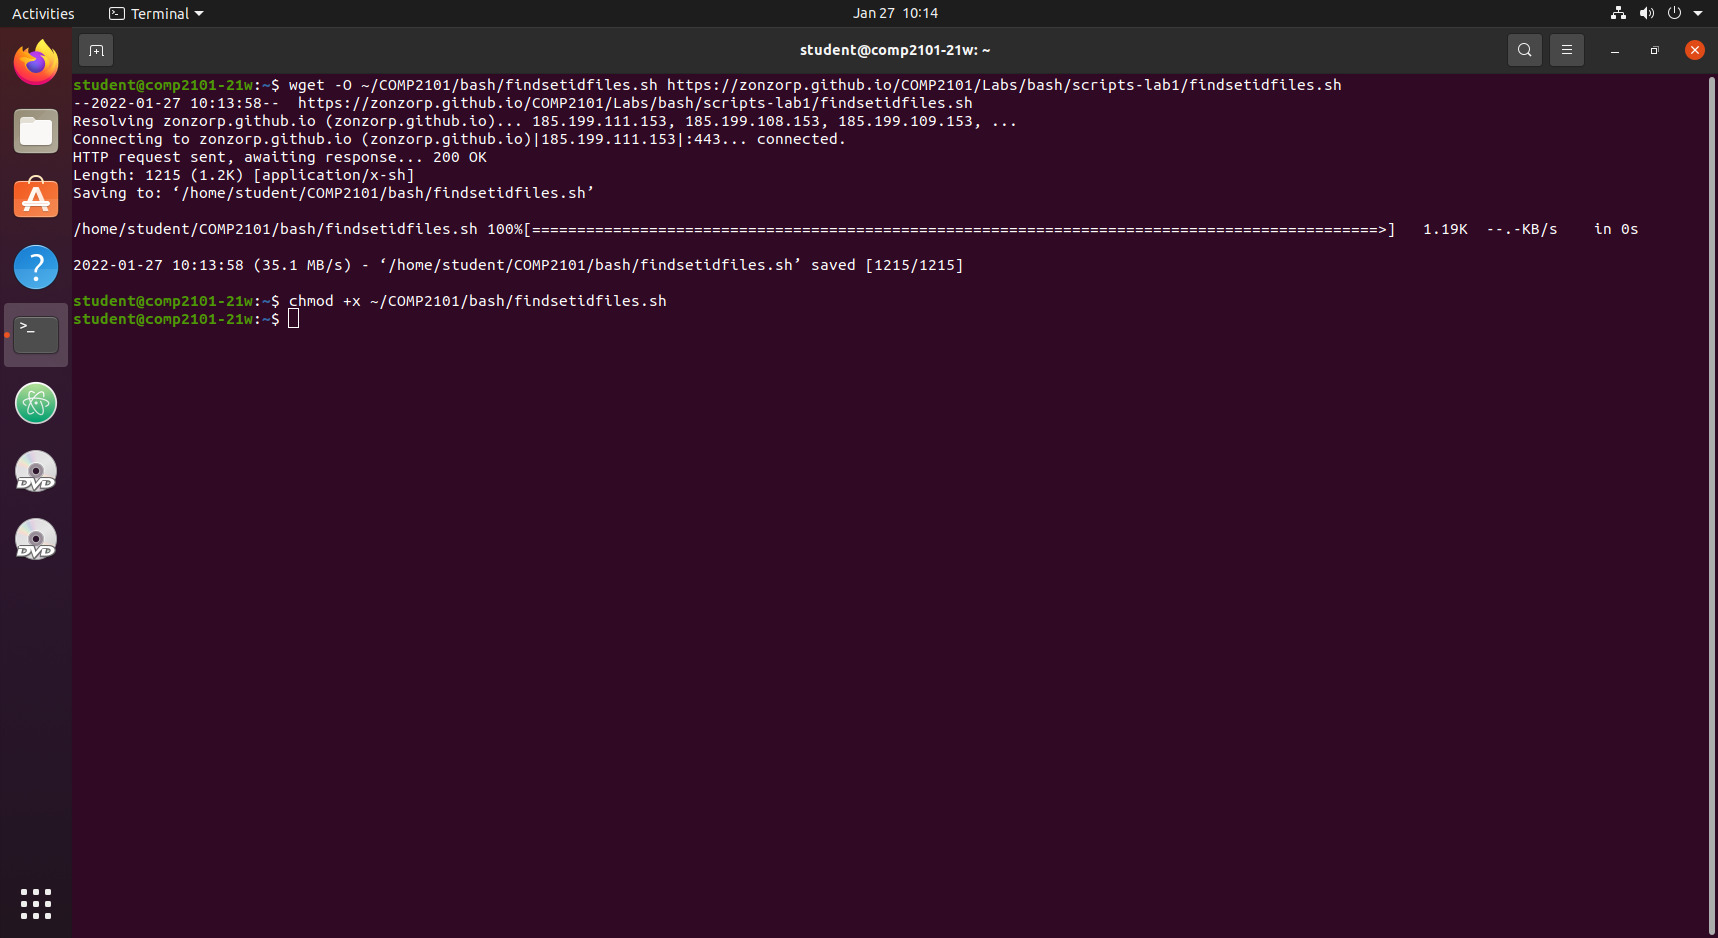 Activities Terminal Jan 27 10:14
student@comp2101-21w: ~
student@comp2101-21w:~$ wget -O ~/COMP2101/bash/findsetidfiles.sh https://zonzorp.github.io/COMP2101/Labs/bash/scripts-lab1/findsetidfiles.sh
--2022-01-27 10:13:58--  https://zonzorp.github.io/COMP2101/Labs/bash/scripts-lab1/findsetidfiles.sh
Resolving zonzorp.github.io (zonzorp.github.io)... 185.199.111.153, 185.199.108.153, 185.199.109.153, ...
Connecting to zonzorp.github.io (zonzorp.github.io)|185.199.111.153|:443... connected.
HTTP request sent, awaiting response... 200 OK
Length: 1215 (1.2K) [application/x-sh]
Saving to: ‘/home/student/COMP2101/bash/findsetidfiles.sh’
/home/student/COMP2101/bash/findsetidfiles.sh 100%[==============================================================================================>]   1.19K  --.-KB/s    in 0s
2022-01-27 10:13:58 (35.1 MB/s) - ‘/home/student/COMP2101/bash/findsetidfiles.sh’ saved [1215/1215]
student@comp2101-21w:~$ chmod +x ~/COMP2101/bash/findsetidfiles.sh
student@comp2101-21w:~$
>_
DVD
DVD